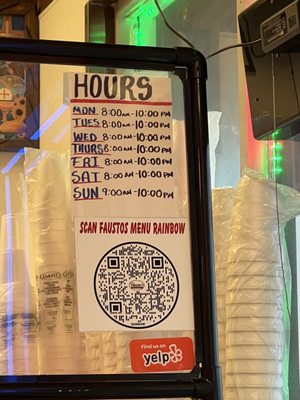 HOURS
MON 8:00AM-10:00PM
TUES 8:00AM-10:00PM
WED 8:00AM-10:00PM
THURS 8:00AM-10:00PM
FRI 8:00AM-10:00PM
SAT 8:00AM-10:00PM
SUN 9:00AM-10:00PM
SCAN FAUSTOS MENU RAINBOW
Find us on
yelp